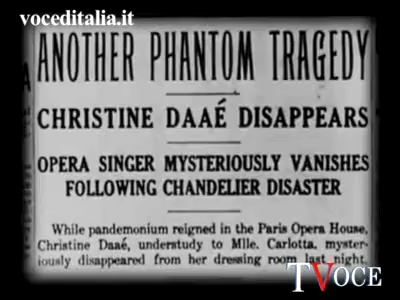 voceditalia.it
ANOTHER PHANTOM TRAGEDY
CHRISTINE DAAÉ DISAPPEARS
OPERA SINGER MYSTERIOUSLY VANISHES
FOLLOWING CHANDELIER DISASTER
While pandemonium reigned in the Paris Opera House,
Christine Daaé, understudy to Mlle. Carlotta, myster-
iously disappeared from her dressing room last night.
TVOCE